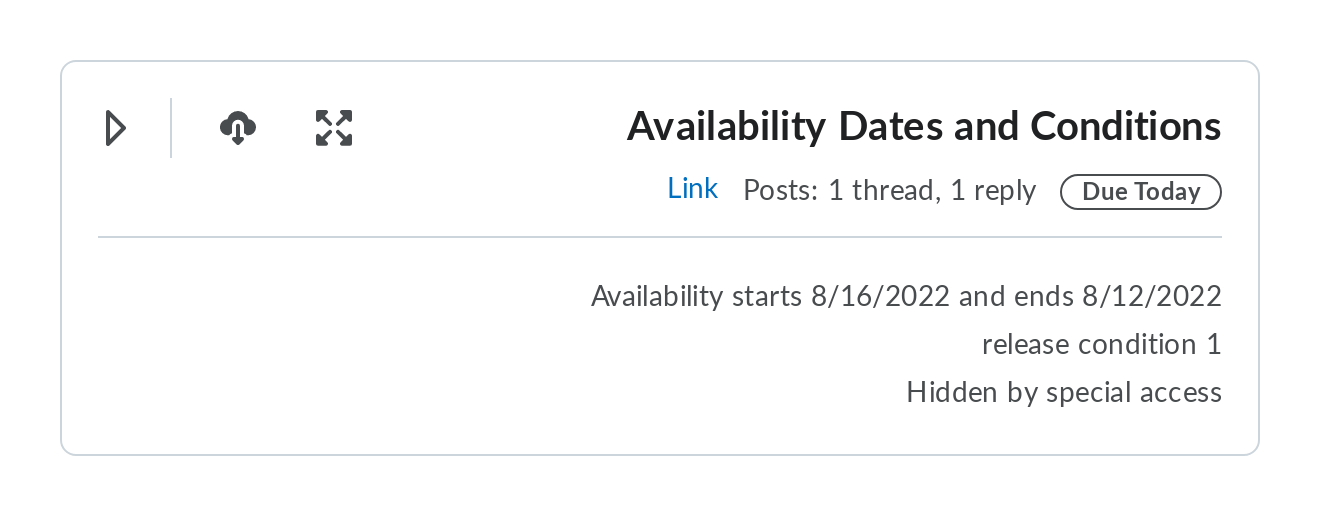 Availability Dates and Conditions
Link Posts: 1 thread, 1 reply Due Today
Availability starts 8/16/2022 and ends 8/12/2022
release condition 1
Hidden by special access